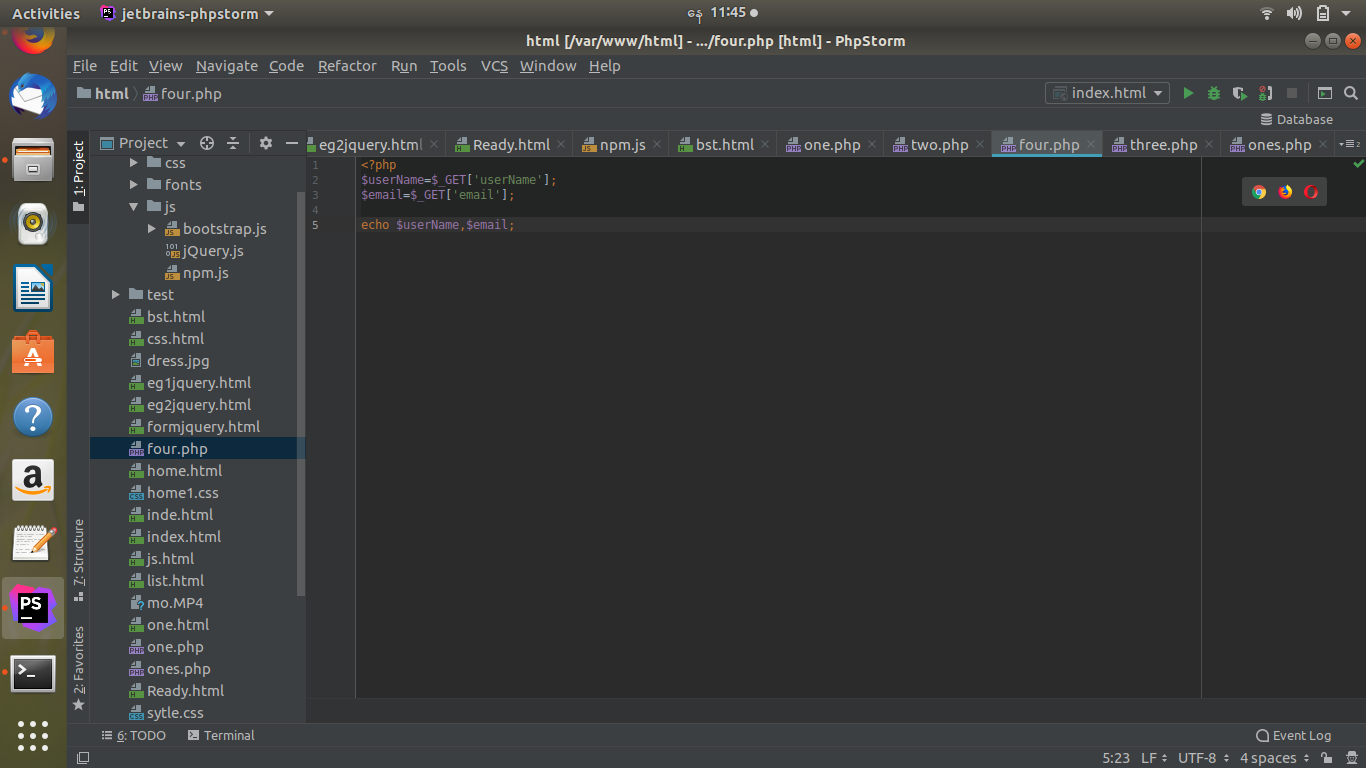 Activities jetbrains-phpstorm နေ 11:45
html [/var/www/html] - .../four.php [html] - PhpStorm
File Edit View Navigate Code Refactor Run Tools VCS Window Help
html four.php index.html
Database
Project eg2jquery.html Ready.html npm.js bst.html one.php two.php four.php three.php ones.php
1: Project
css
fonts
js
bootstrap.js
jQuery.js
npm.js
test
bst.html
css.html
dress.jpg
eg1jquery.html
eg2jquery.html
formjquery.html
four.php
home.html
home1.css
inde.html
index.html
js.html
list.html
mo.MP4
one.html
one.php
ones.php
Ready.html
sytle.css
1 <?php
2 $userName=$_GET['userName'];
3 $email=$_GET['email'];
4
5 echo $userName,$email;
7: Structure
2: Favorites
6: TODO Terminal Event Log
5:23 LF UTF-8 4 spaces